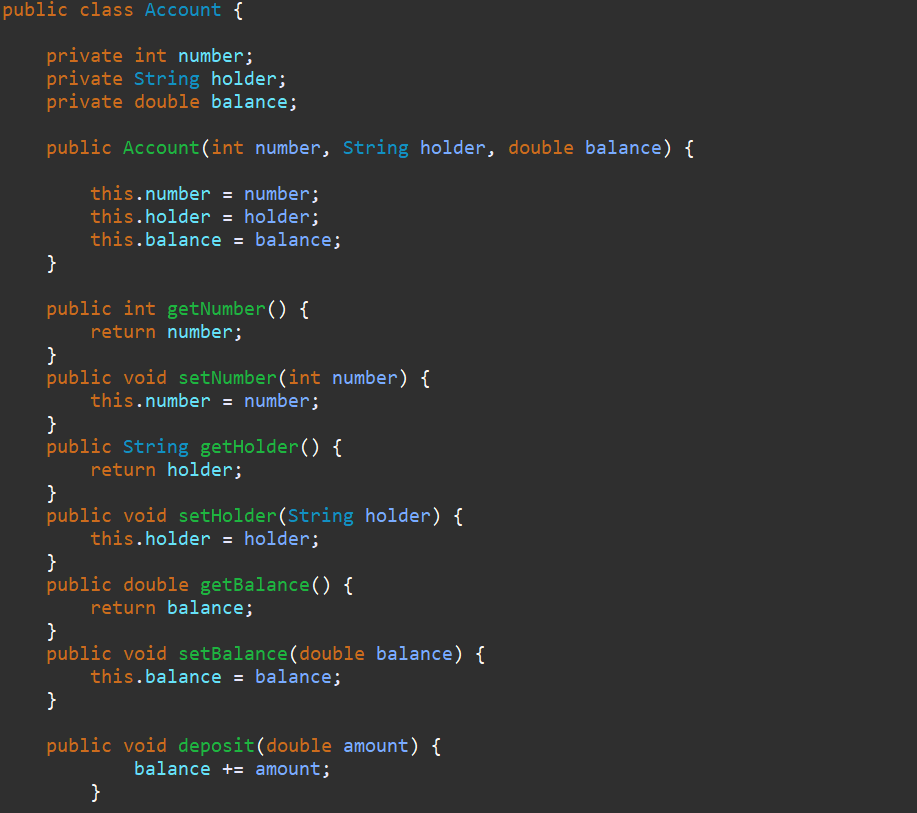 public class Account {
    private int number;
    private String holder;
    private double balance;
    public Account(int number, String holder, double balance) {
        this.number = number;
        this.holder = holder;
        this.balance = balance;
    }
    public int getNumber() {
        return number;
    }
    public void setNumber(int number) {
        this.number = number;
    }
    public String getHolder() {
        return holder;
    }
    public void setHolder(String holder) {
        this.holder = holder;
    }
    public double getBalance() {
        return balance;
    }
    public void setBalance(double balance) {
        this.balance = balance;
    }
    public void deposit(double amount) {
            balance += amount;
        }